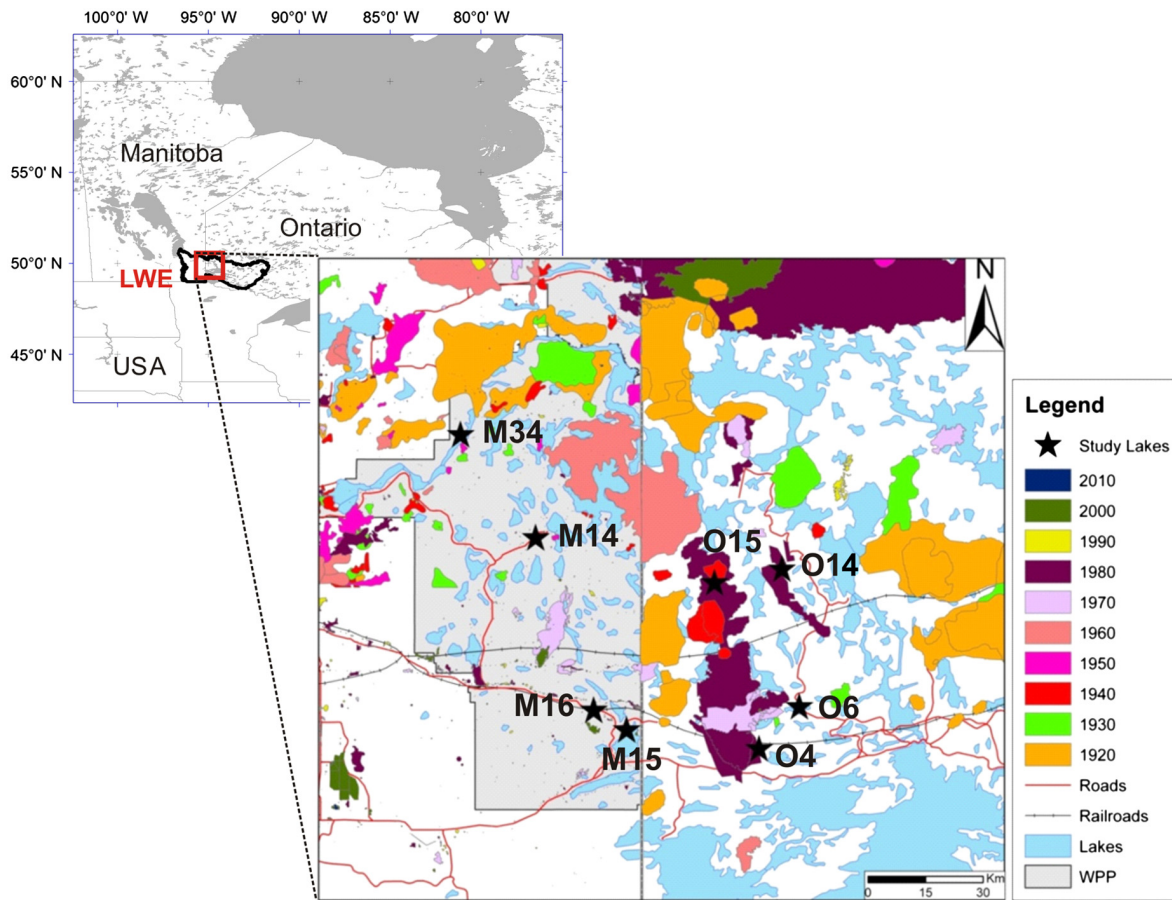 100°0' W 95°0' W 90°0' W 85°0' W 80°0' W
60°0' N
Manitoba
55°0' N
Ontario
50°0' N
LWE
45°0' N
USA
N
M34
M14
O15
O14
M16
O6
M15
O4
Km
0 15 30
Legend
Study Lakes
2010
2000
1990
1980
1970
1960
1950
1940
1930
1920
Roads
Railroads
Lakes
WPP